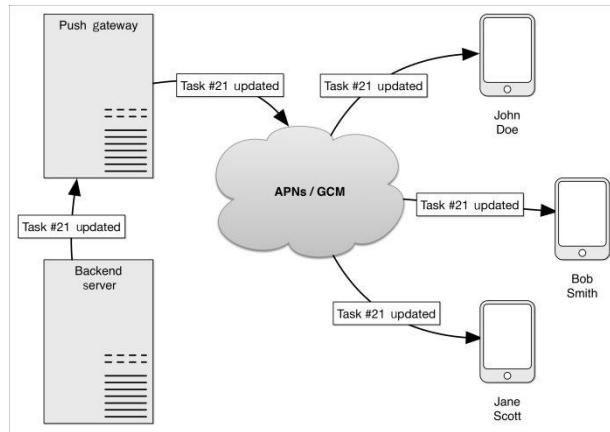 Push gateway
Task #21 updated
Task #21 updated
John
Doe
APNs / GCM
Task #21 updated
Bob
Smith
Task #21 updated
Backend
server
Task #21 updated
Jane
Scott